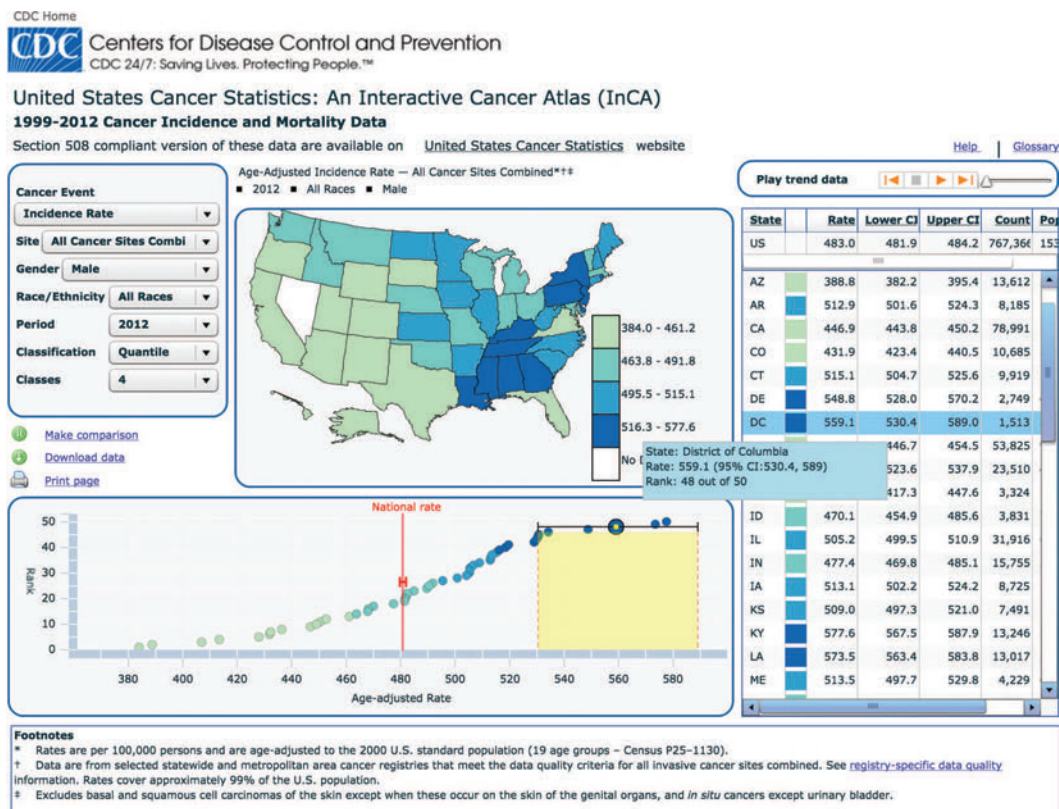 CDC Home
CDC Centers for Disease Control and Prevention
CDC 24/7: Saving Lives. Protecting People.™
United States Cancer Statistics: An Interactive Cancer Atlas (InCA)
1999-2012 Cancer Incidence and Mortality Data
Section 508 compliant version of these data are available on United States Cancer Statistics website
Help | Glossary
Cancer Event
Incidence Rate
Site All Cancer Sites Combi
Gender Male
Race/Ethnicity All Races
Period 2012
Classification Quantile
Classes 4
Make comparison
Download data
Print page
Age-Adjusted Incidence Rate — All Cancer Sites Combined*†‡
2012 All Races Male
384.0 - 461.2
463.8 - 491.8
495.5 - 515.1
516.3 - 577.6
No
State: District of Columbia
Rate: 559.1 (95% CI:530.4, 589)
Rank: 48 out of 50
Play trend data
State Rate Lower CI Upper CI Count Pop
US 483.0 481.9 484.2 767,366 153
AZ 388.8 382.2 395.4 13,612
AR 512.9 501.6 524.3 8,185
CA 446.9 443.8 450.2 78,991
CO 431.9 423.4 440.5 10,685
CT 515.1 504.7 525.6 9,919
DE 548.8 528.0 570.2 2,749
DC 559.1 530.4 589.0 1,513
446.7 454.5 53,825
523.6 537.9 23,510
417.3 447.6 3,324
ID 470.1 454.9 485.6 3,831
IL 505.2 499.5 510.9 31,916
IN 477.4 469.8 485.1 15,755
IA 513.1 502.2 524.2 8,725
KS 509.0 497.3 521.0 7,491
KY 577.6 567.5 587.9 13,246
LA 573.5 563.4 583.8 13,017
ME 513.5 497.7 529.8 4,229
National rate
H
Rank
50
40
30
20
10
0
380 400 420 440 460 480 500 520 540 560 580
Age-adjusted Rate
Footnotes
* Rates are per 100,000 persons and are age-adjusted to the 2000 U.S. standard population (19 age groups – Census P25–1130).
† Data are from selected statewide and metropolitan area cancer registries that meet the data quality criteria for all invasive cancer sites combined. See registry-specific data quality
information. Rates cover approximately 99% of the U.S. population.
‡ Excludes basal and squamous cell carcinomas of the skin except when these occur on the skin of the genital organs, and in situ cancers except urinary bladder.